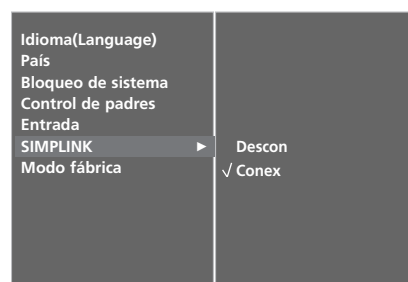 Idioma(Language)
País
Bloqueo de sistema
Control de padres
Entrada
SIMPLINK ►
Modo fábrica
Descon
√ Conex